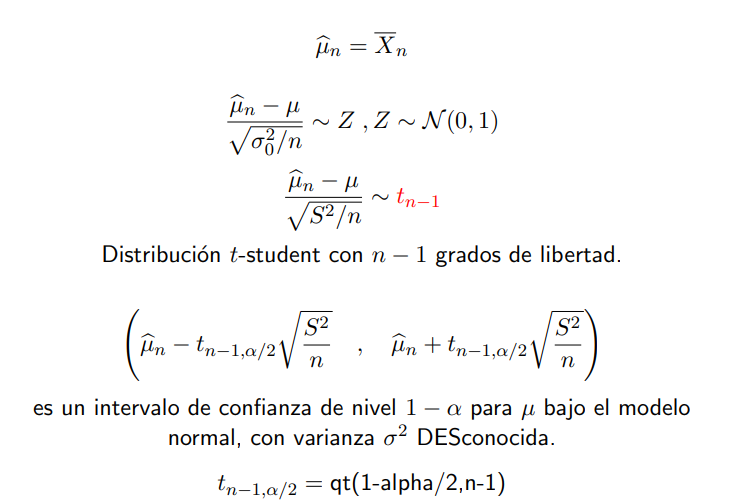 $\widehat{\mu}_n = \overline{X}_n$
$\dfrac{\widehat{\mu}_n - \mu}{\sqrt{\sigma_0^2/n}} \sim Z \ , Z \sim \mathcal{N}(0,1)$
$\dfrac{\widehat{\mu}_n - \mu}{\sqrt{S^2/n}} \sim t_{n-1}$
Distribución $t$-student con $n-1$ grados de libertad.
$\left( \widehat{\mu}_n - t_{n-1,\alpha/2} \sqrt{\dfrac{S^2}{n}} \quad , \quad \widehat{\mu}_n + t_{n-1,\alpha/2} \sqrt{\dfrac{S^2}{n}} \right)$
es un intervalo de confianza de nivel $1-\alpha$ para $\mu$ bajo el modelo
normal, con varianza $\sigma^2$ DESconocida.
$t_{n-1,\alpha/2} =$ qt(1-alpha/2,n-1)